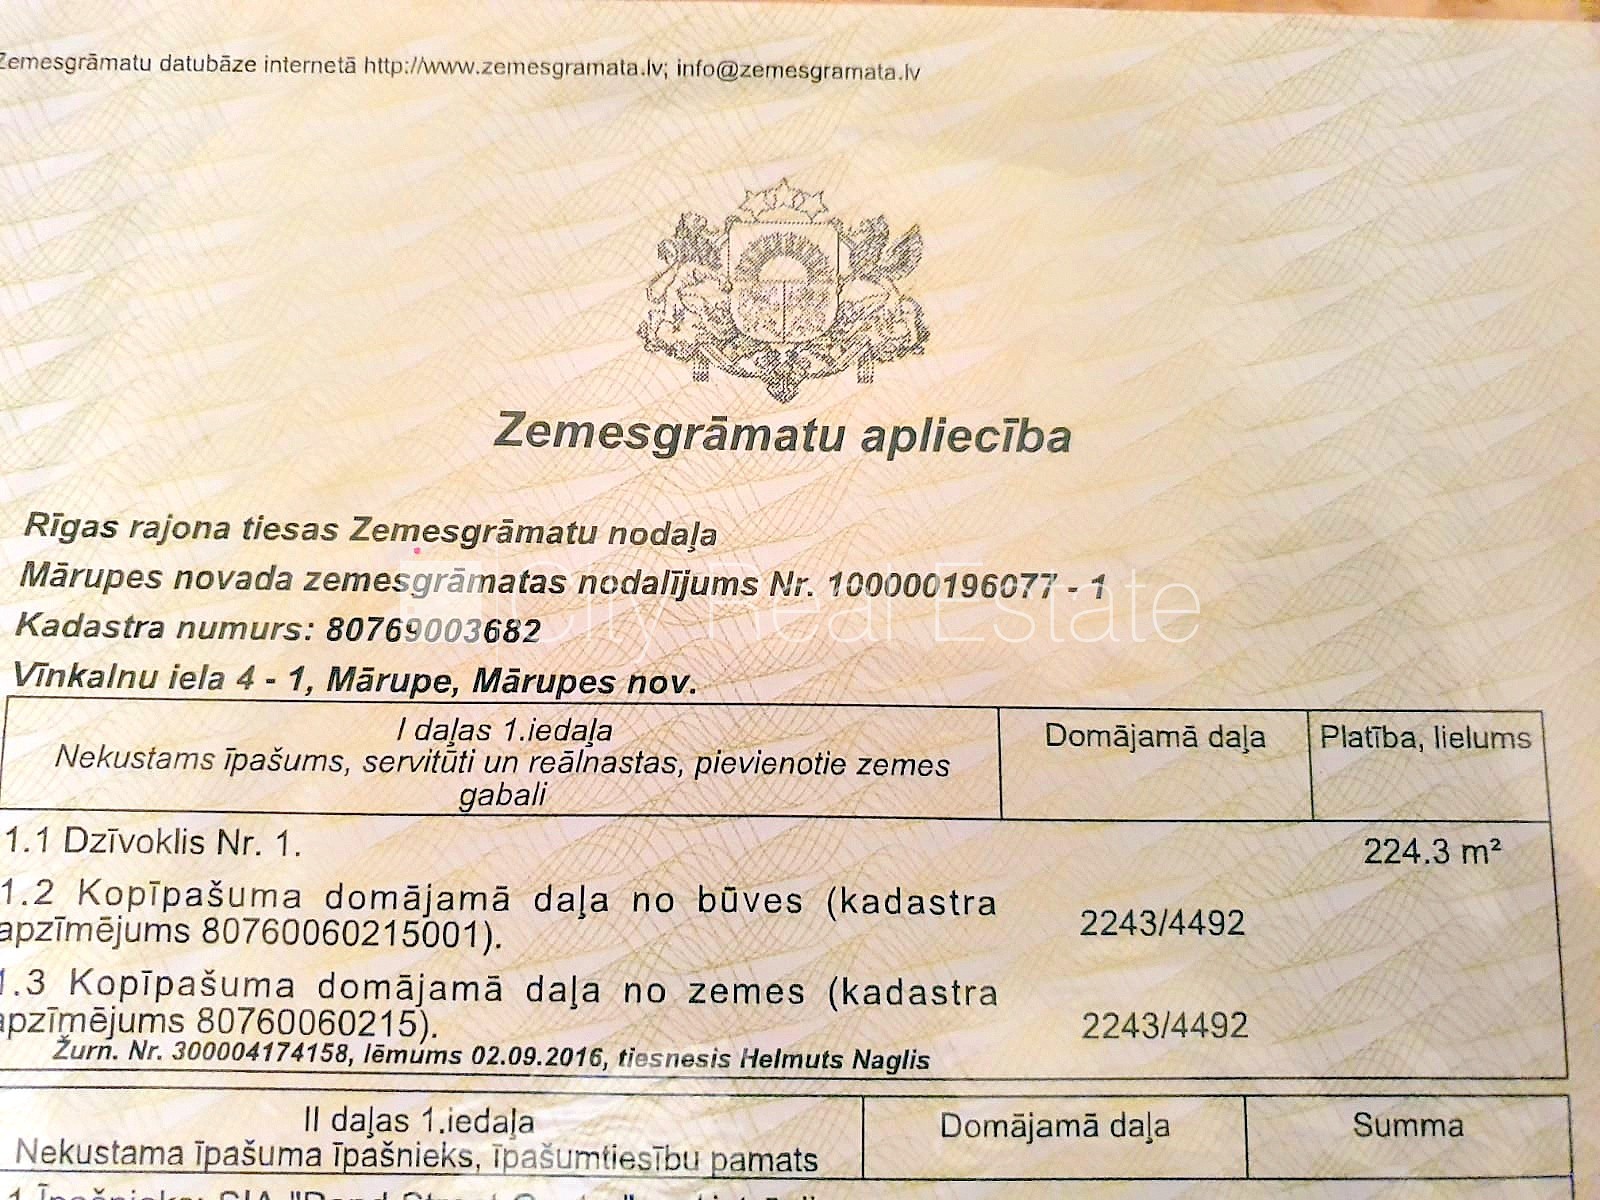 Zemesgrāmatu datubāze internetā http://www.zemesgramata.lv; info@zemesgramata.lv
Zemesgrāmatu apliecība
Rīgas rajona tiesas Zemesgrāmatu nodaļa
Mārupes novada zemesgrāmatas nodalījums Nr. 100000196077 - 1
City Real Estate
Kadastra numurs: 80769003682
Vīnkalnu iela 4 - 1, Mārupe, Mārupes nov.
I daļas 1.iedaļa
Nekustams īpašums, servitūti un reālnastas, pievienotie zemes
gabali
Domājamā daļa
Platība, lielums
1.1 Dzīvoklis Nr. 1.
224.3 m²
1.2 Kopīpašuma domājamā daļa no būves (kadastra
apzīmējums 80760060215001).
2243/4492
1.3 Kopīpašuma domājamā daļa no zemes (kadastra
apzīmējums 80760060215).
2243/4492
Žurn. Nr. 300004174158, lēmums 02.09.2016, tiesnesis Helmuts Naglis
II daļas 1.iedaļa
Nekustama īpašuma īpašnieks, īpašumtiesību pamats
Domājamā daļa
Summa